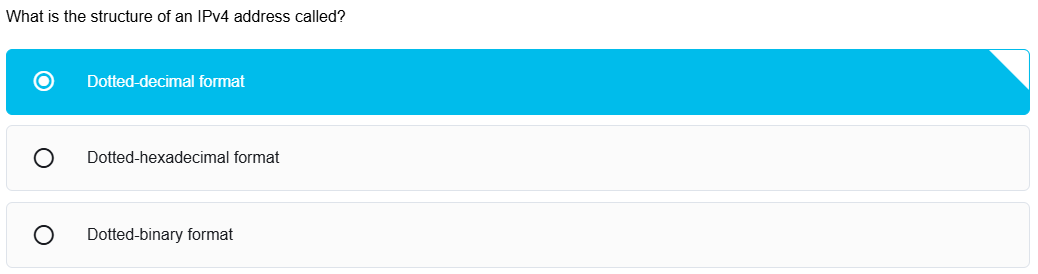 What is the structure of an IPv4 address called?
Dotted-decimal format
Dotted-hexadecimal format
Dotted-binary format